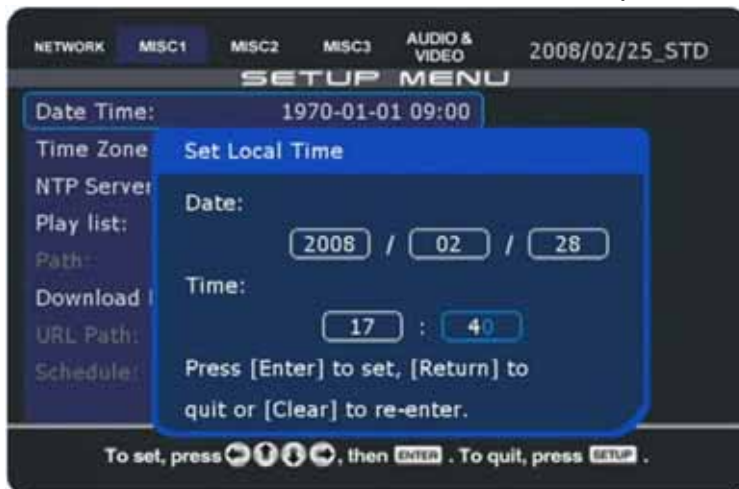 NETWORK MISC1 MISC2 MISC3 AUDIO & VIDEO 2008/02/25_STD
SETUP MENU
Date Time: 1970-01-01 09:00
Time Zone
Set Local Time
NTP Server
Date:
Play list:
2008 / 02 / 28
Path:
Time:
Download
17 : 40
URL Path:
Schedule:
Press [Enter] to set, [Return] to
quit or [Clear] to re-enter.
To set, press , then ENTER . To quit, press SETUP .